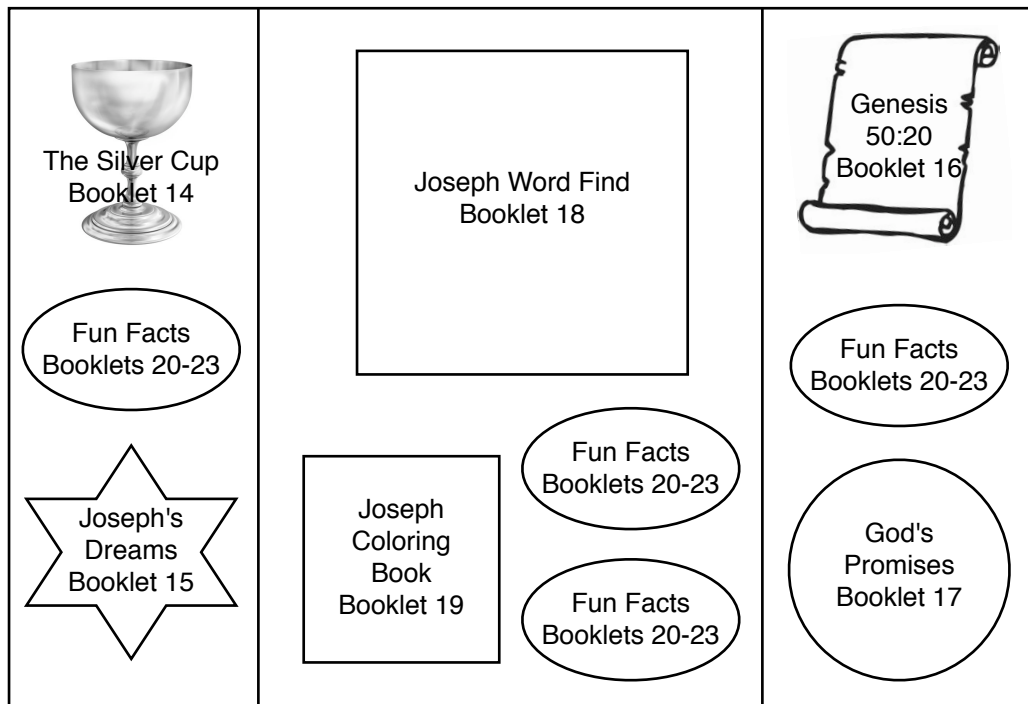 The Silver Cup
Booklet 14
Fun Facts
Booklets 20-23
Joseph's
Dreams
Booklet 15
Joseph Word Find
Booklet 18
Joseph
Coloring
Book
Booklet 19
Fun Facts
Booklets 20-23
Fun Facts
Booklets 20-23
Genesis
50:20
Booklet 16
Fun Facts
Booklets 20-23
God's
Promises
Booklet 17